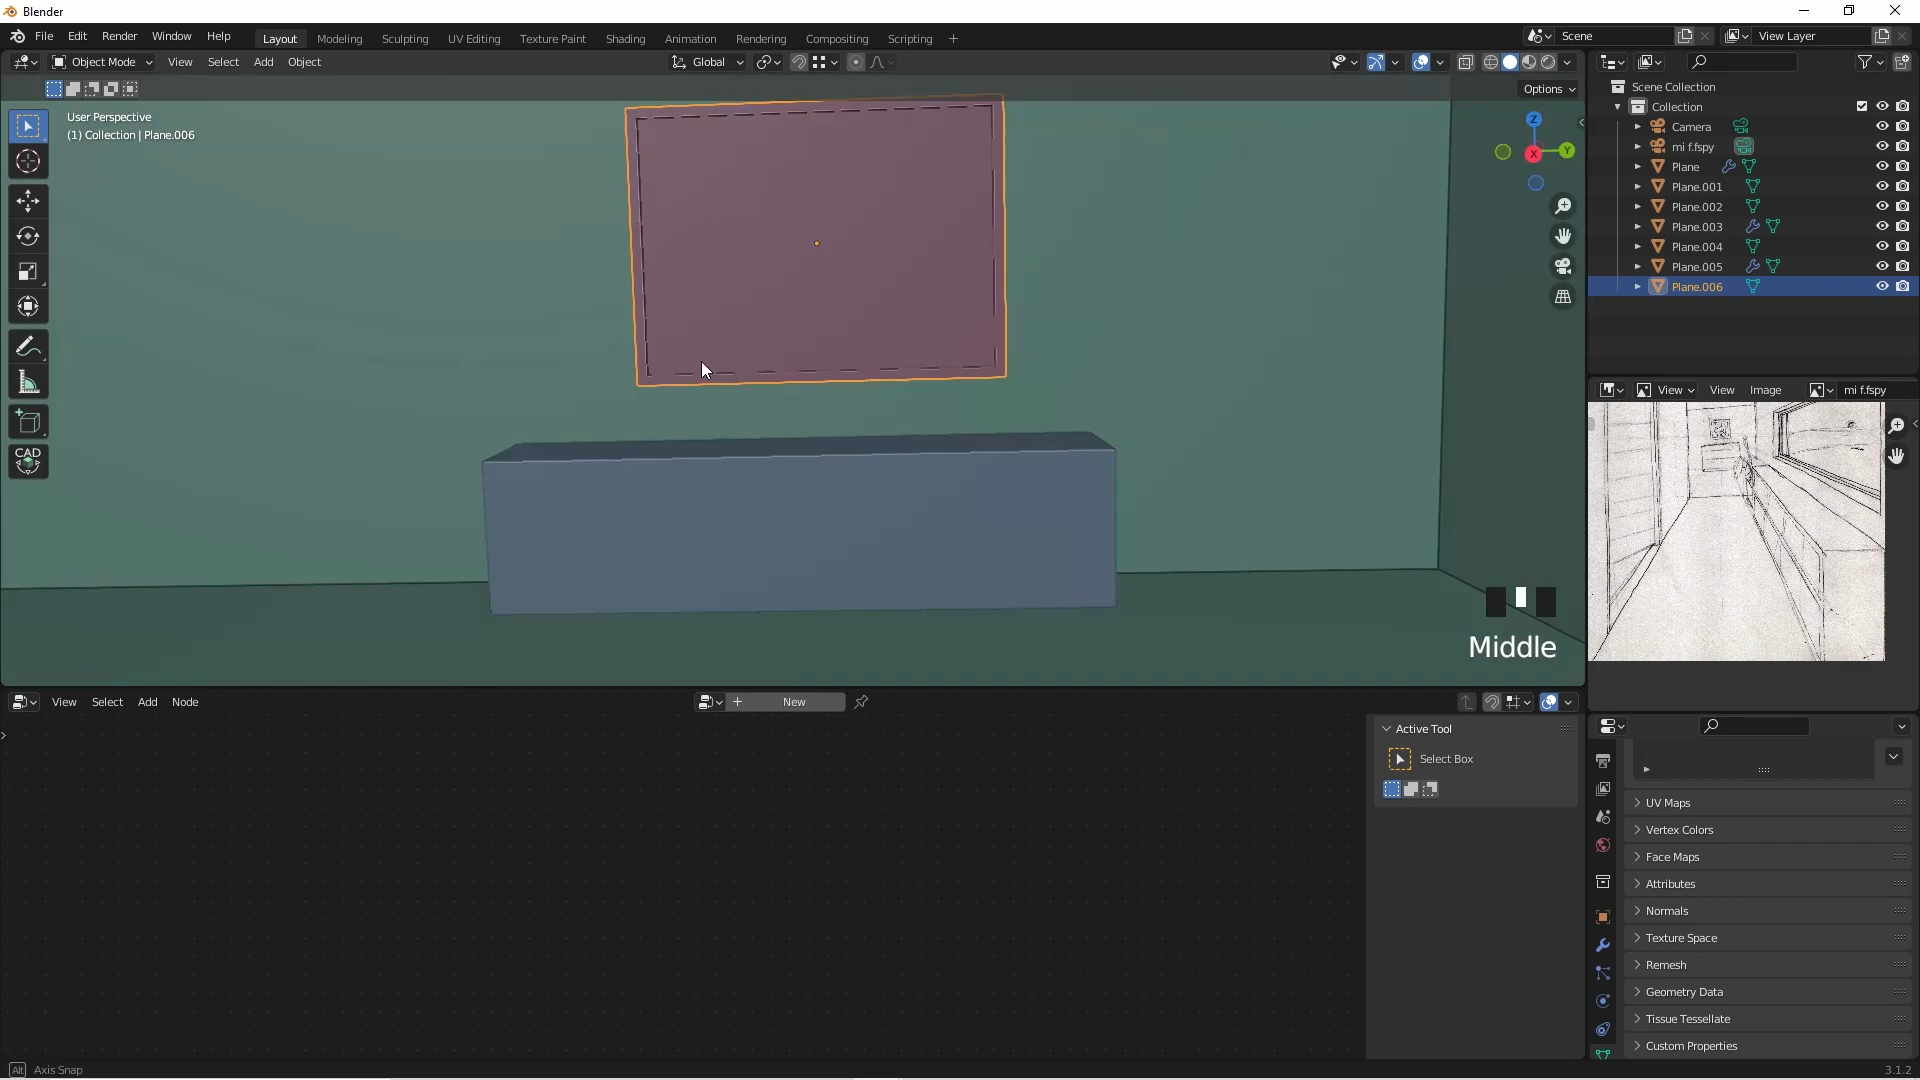 Blender
File Edit Render Window Help Layout Modeling Sculpting UV Editing Texture Paint Shading Animation Rendering Compositing Scripting + Scene View Layer
Object Mode View Select Add Object Global
Options
User Perspective
(1) Collection | Plane.006
Z
Y
X
CAD
Middle
Scene Collection
Collection
Camera
mi f.fspy
Plane
Plane.001
Plane.002
Plane.003
Plane.004
Plane.005
Plane.006
View View Image mi f.fspy
View Select Add Node + New
Active Tool
Select Box
UV Maps
Vertex Colors
Face Maps
Attributes
Normals
Texture Space
Remesh
Geometry Data
Tissue Tessellate
Custom Properties
Alt Axis Snap
3.1.2